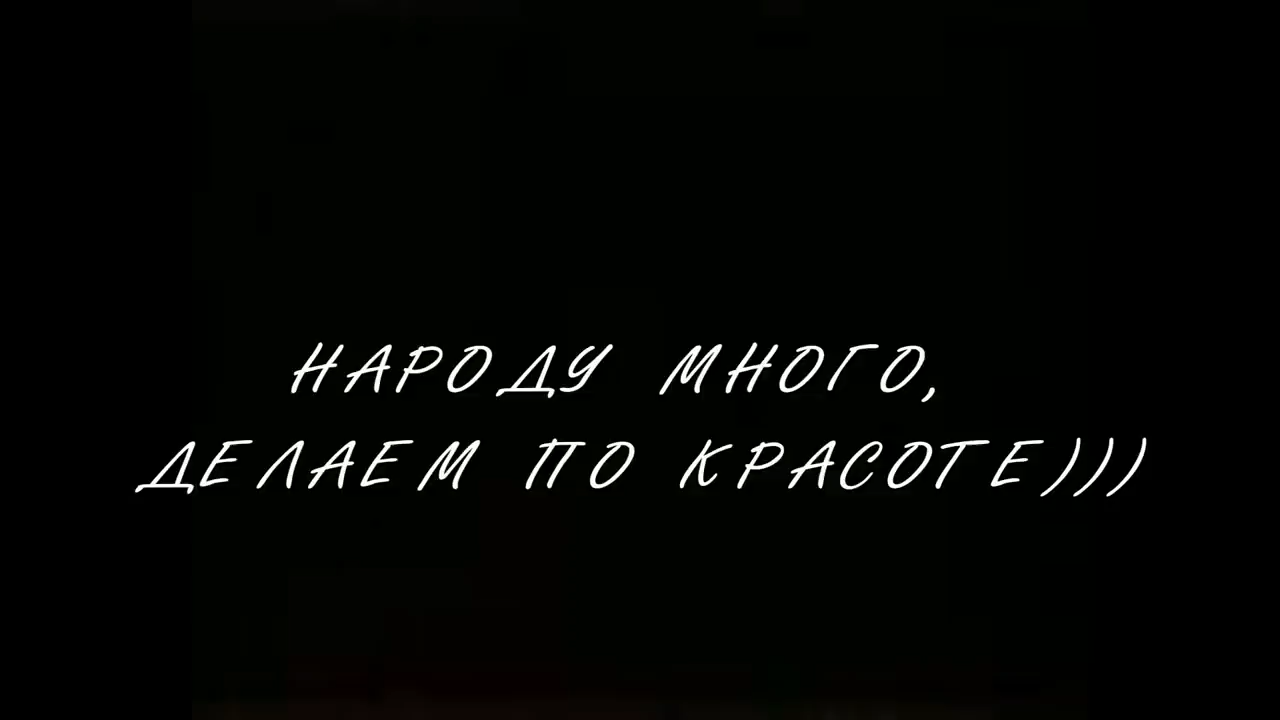 НАРОДУ МНОГО,
ДЕЛАЕМ ПО КРАСОТЕ)))